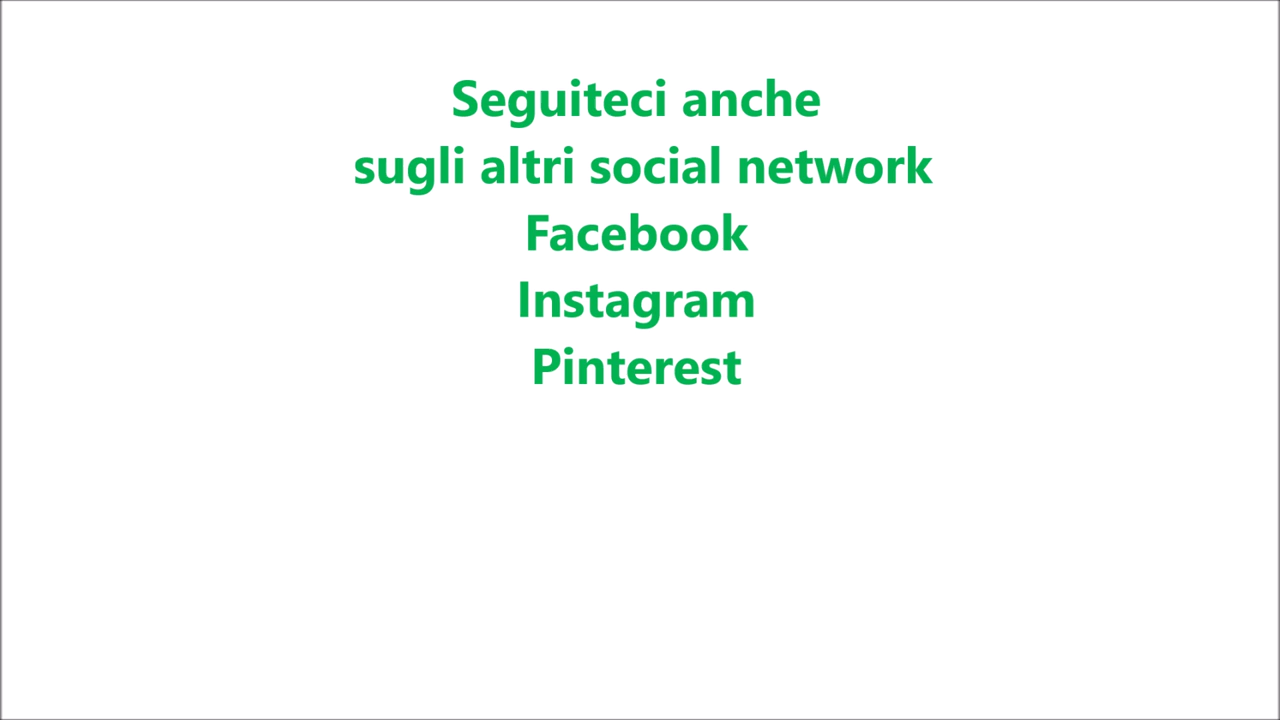 Seguiteci anche
sugli altri social network
Facebook
Instagram
Pinterest